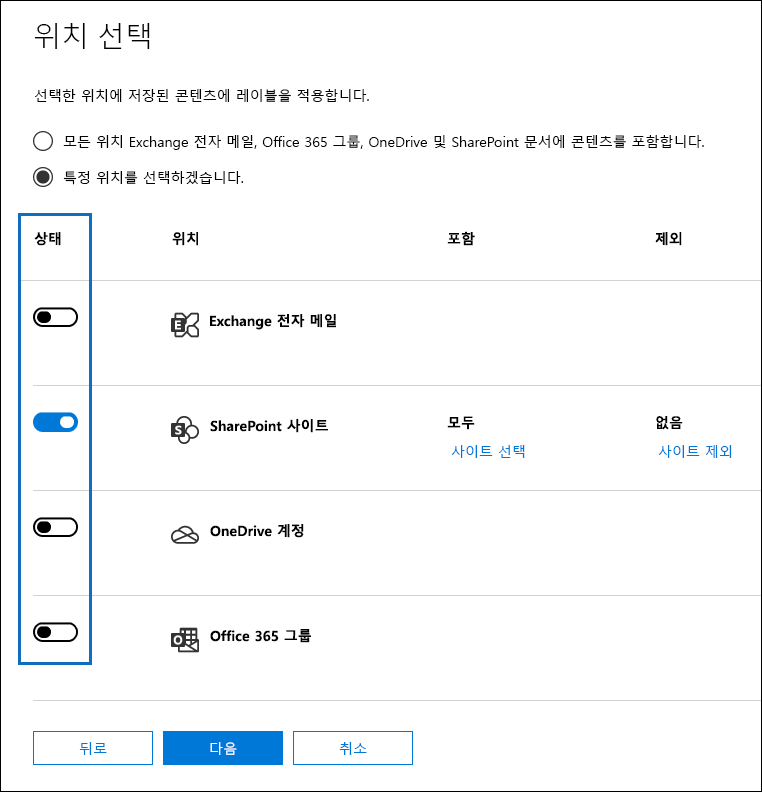 위치 선택
선택한 위치에 저장된 콘텐츠에 레이블을 적용합니다.
모든 위치 Exchange 전자 메일, Office 365 그룹, OneDrive 및 SharePoint 문서에 콘텐츠를 포함합니다.
특정 위치를 선택하겠습니다.
상태 위치 포함 제외
Exchange 전자 메일
SharePoint 사이트 모두 없음
사이트 선택 사이트 제외
OneDrive 계정
Office 365 그룹
뒤로 다음 취소